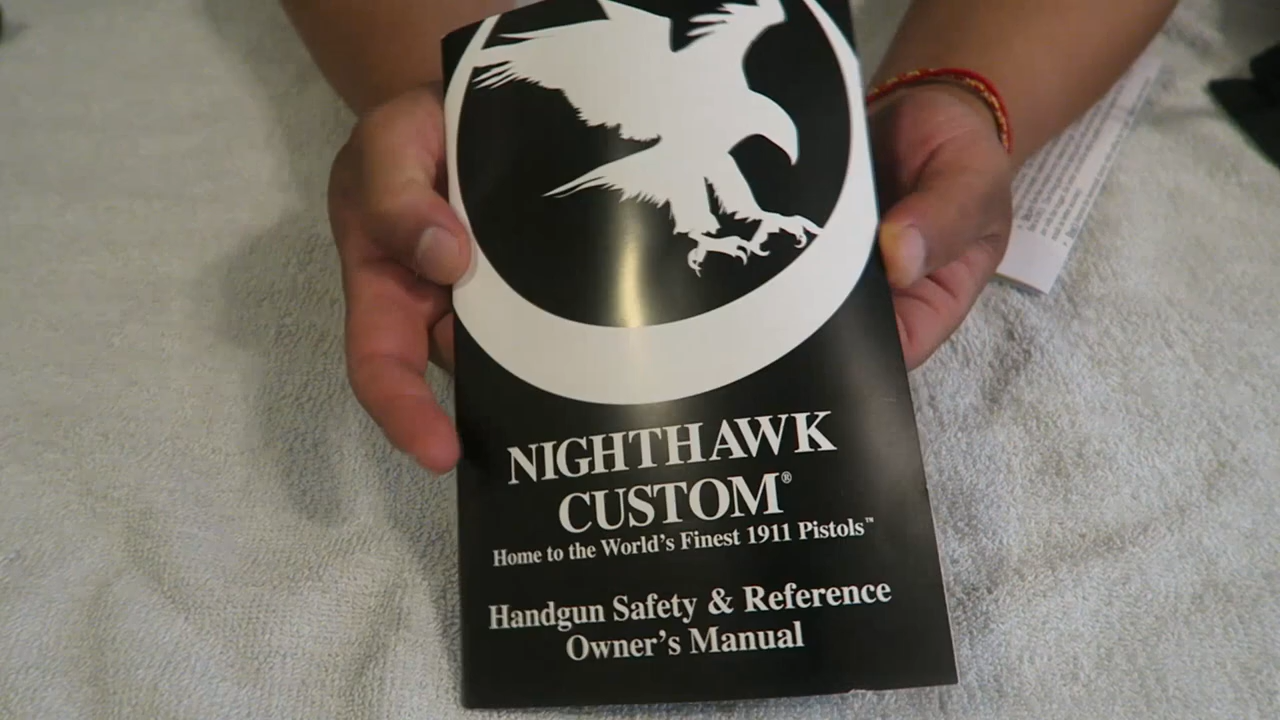 NIGHTHAWK
CUSTOM®
Home to the World's Finest 1911 Pistols™
Handgun Safety & Reference
Owner's Manual